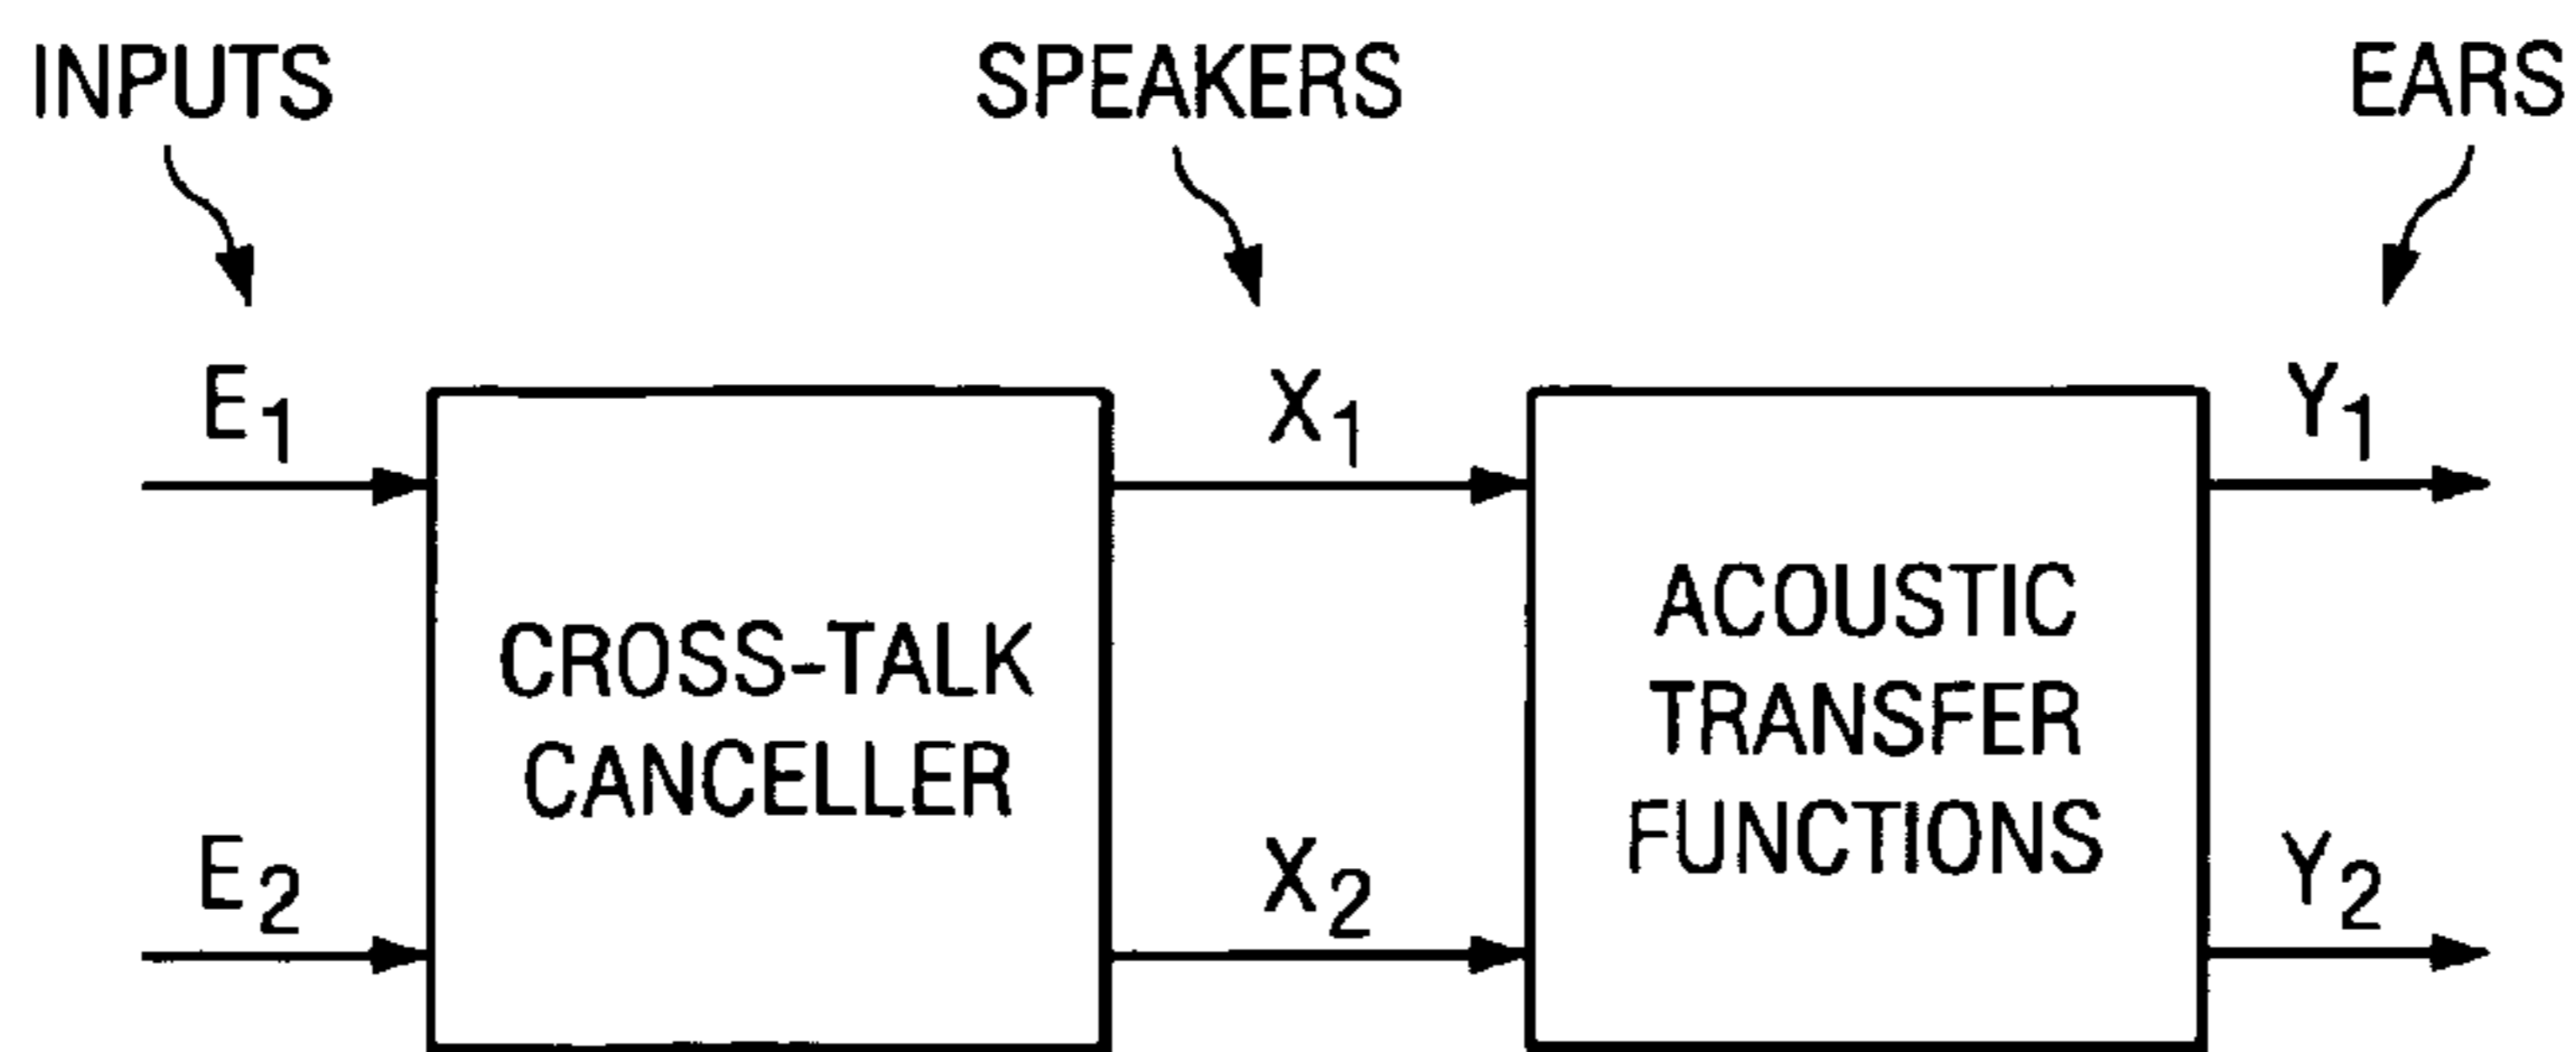 INPUTS
SPEAKERS
EARS
E1
X1
Y1
CROSS-TALK
CANCELLER
ACOUSTIC
TRANSFER
FUNCTIONS
E2
X2
Y2